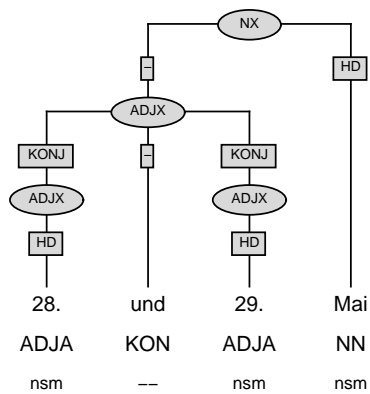 NX
– HD
ADJX
KONJ – KONJ
ADJX ADJX
HD HD
28. und 29. Mai
ADJA KON ADJA NN
nsm −− nsm nsm